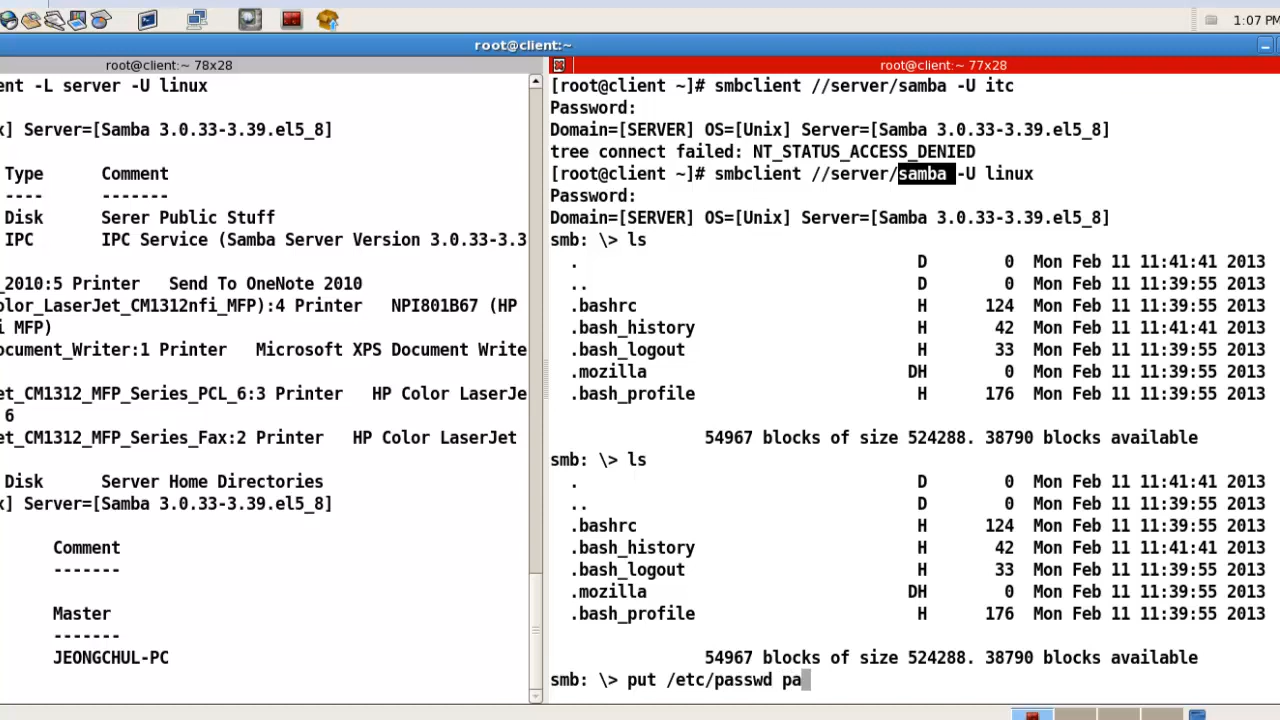 1:07 PM
root@client:~
root@client:~ 78x28
ent -L server -U linux
x] Server=[Samba 3.0.33-3.39.el5_8]
Type Comment
---- -------
Disk Serer Public Stuff
IPC IPC Service (Samba Server Version 3.0.33-3.3
_2010:5 Printer Send To OneNote 2010
olor_LaserJet_CM1312nfi_MFP):4 Printer NPI801B67 (HP
i MFP)
ocument_Writer:1 Printer Microsoft XPS Document Write
et_CM1312_MFP_Series_PCL_6:3 Printer HP Color LaserJe
6
et_CM1312_MFP_Series_Fax:2 Printer HP Color LaserJet
Disk Server Home Directories
x] Server=[Samba 3.0.33-3.39.el5_8]
Comment
-------
Master
-------
JEONGCHUL-PC
root@client:~ 77x28
[root@client ~]# smbclient //server/samba -U itc
Password:
Domain=[SERVER] OS=[Unix] Server=[Samba 3.0.33-3.39.el5_8]
tree connect failed: NT_STATUS_ACCESS_DENIED
[root@client ~]# smbclient //server/samba -U linux
Password:
Domain=[SERVER] OS=[Unix] Server=[Samba 3.0.33-3.39.el5_8]
smb: \> ls
. D 0 Mon Feb 11 11:41:41 2013
.. D 0 Mon Feb 11 11:39:55 2013
.bashrc H 124 Mon Feb 11 11:39:55 2013
.bash_history H 42 Mon Feb 11 11:41:41 2013
.bash_logout H 33 Mon Feb 11 11:39:55 2013
.mozilla DH 0 Mon Feb 11 11:39:55 2013
.bash_profile H 176 Mon Feb 11 11:39:55 2013
54967 blocks of size 524288. 38790 blocks available
smb: \> ls
. D 0 Mon Feb 11 11:41:41 2013
.. D 0 Mon Feb 11 11:39:55 2013
.bashrc H 124 Mon Feb 11 11:39:55 2013
.bash_history H 42 Mon Feb 11 11:41:41 2013
.bash_logout H 33 Mon Feb 11 11:39:55 2013
.mozilla DH 0 Mon Feb 11 11:39:55 2013
.bash_profile H 176 Mon Feb 11 11:39:55 2013
54967 blocks of size 524288. 38790 blocks available
smb: \> put /etc/passwd pa